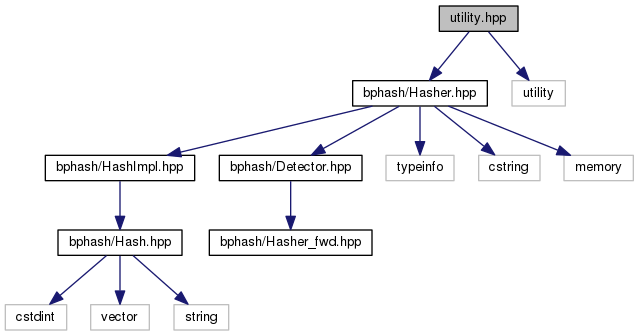 utility.hpp
bphash/Hasher.hpp
utility
bphash/HashImpl.hpp
bphash/Detector.hpp
typeinfo
cstring
memory
bphash/Hash.hpp
bphash/Hasher_fwd.hpp
cstdint
vector
string